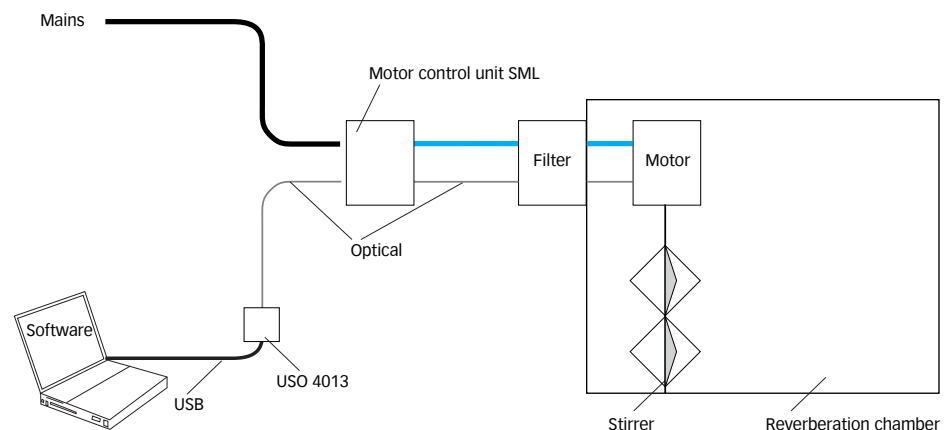 Mains
Motor control unit SML
Filter
Motor
Optical
Software
USO 4013
USB
Stirrer
Reverberation chamber